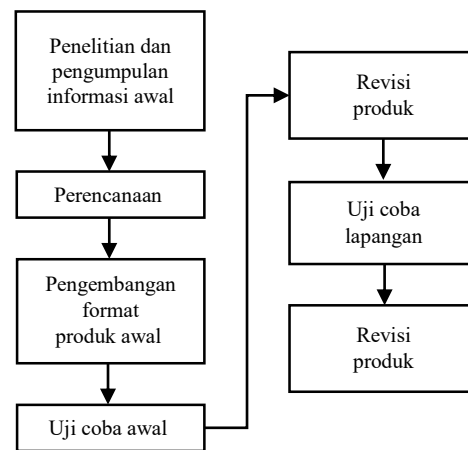 Penelitian dan
pengumpulan
informasi awal
Perencanaan
Pengembangan
format
produk awal
Uji coba awal
Revisi
produk
Uji coba
lapangan
Revisi
produk